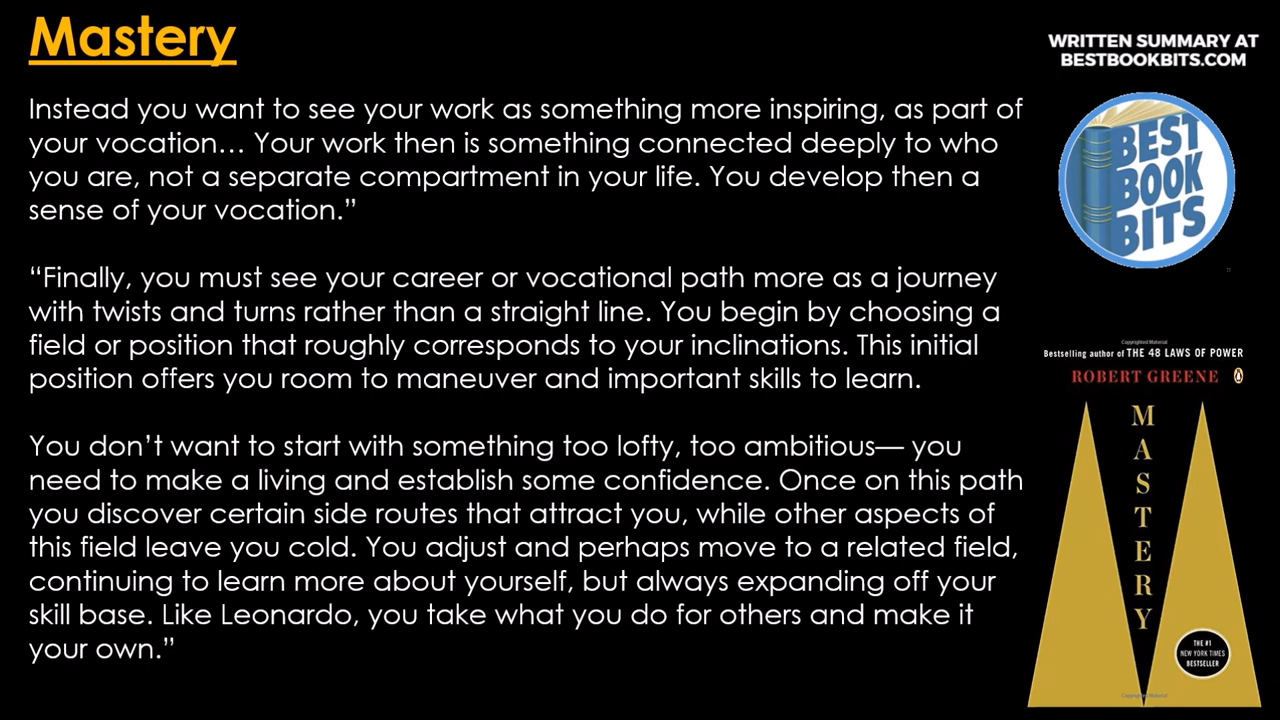 Mastery
Instead you want to see your work as something more inspiring, as part of
your vocation… Your work then is something connected deeply to who
you are, not a separate compartment in your life. You develop then a
sense of your vocation.”
“Finally, you must see your career or vocational path more as a journey
with twists and turns rather than a straight line. You begin by choosing a
field or position that roughly corresponds to your inclinations. This initial
position offers you room to maneuver and important skills to learn.
You don’t want to start with something too lofty, too ambitious— you
need to make a living and establish some confidence. Once on this path
you discover certain side routes that attract you, while other aspects of
this field leave you cold. You adjust and perhaps move to a related field,
continuing to learn more about yourself, but always expanding off your
skill base. Like Leonardo, you take what you do for others and make it
your own.”
WRITTEN SUMMARY AT
BESTBOOKBITS.COM
BEST
BOOK
BITS
Copyrighted Material
Bestselling author of THE 48 LAWS OF POWER
ROBERT GREENE
M
A
S
T
E
R
Y
THE #1
NEW YORK TIMES
BESTSELLER
Copyrighted Material